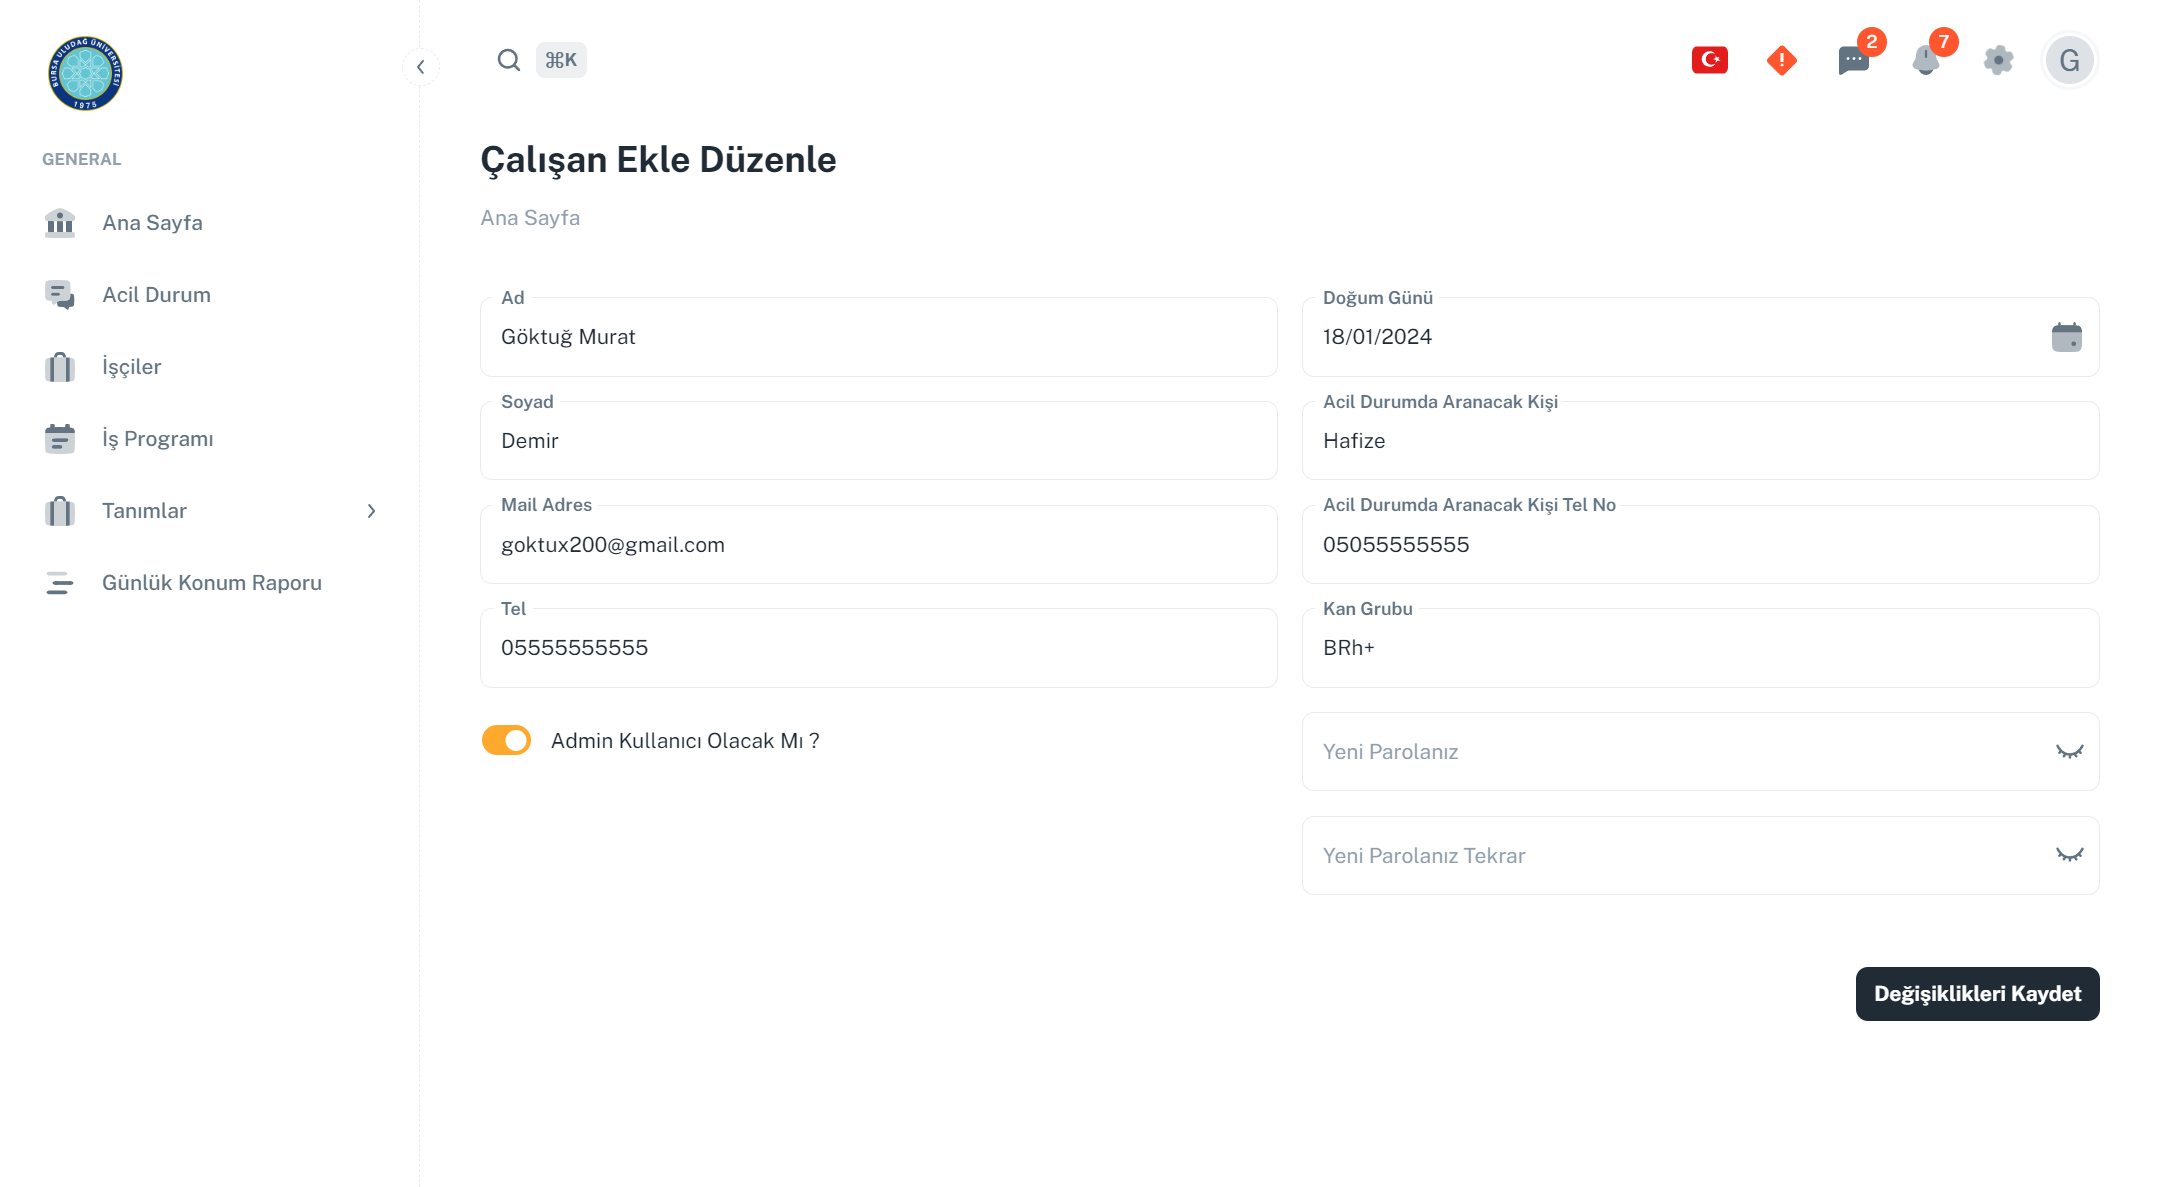 BURSA ULUDAĞ ÜNİVERSİTESİ
1975
GENERAL
Ana Sayfa
Acil Durum
İşçiler
İş Programı
Tanımlar
Günlük Konum Raporu
⌘K
2
7
G
Çalışan Ekle Düzenle
Ana Sayfa
Ad
Göktuğ Murat
Doğum Günü
18/01/2024
Soyad
Demir
Acil Durumda Aranacak Kişi
Hafize
Mail Adres
goktux200@gmail.com
Acil Durumda Aranacak Kişi Tel No
05055555555
Tel
05555555555
Kan Grubu
BRh+
Admin Kullanıcı Olacak Mı ?
Yeni Parolanız
Yeni Parolanız Tekrar
Değişiklikleri Kaydet